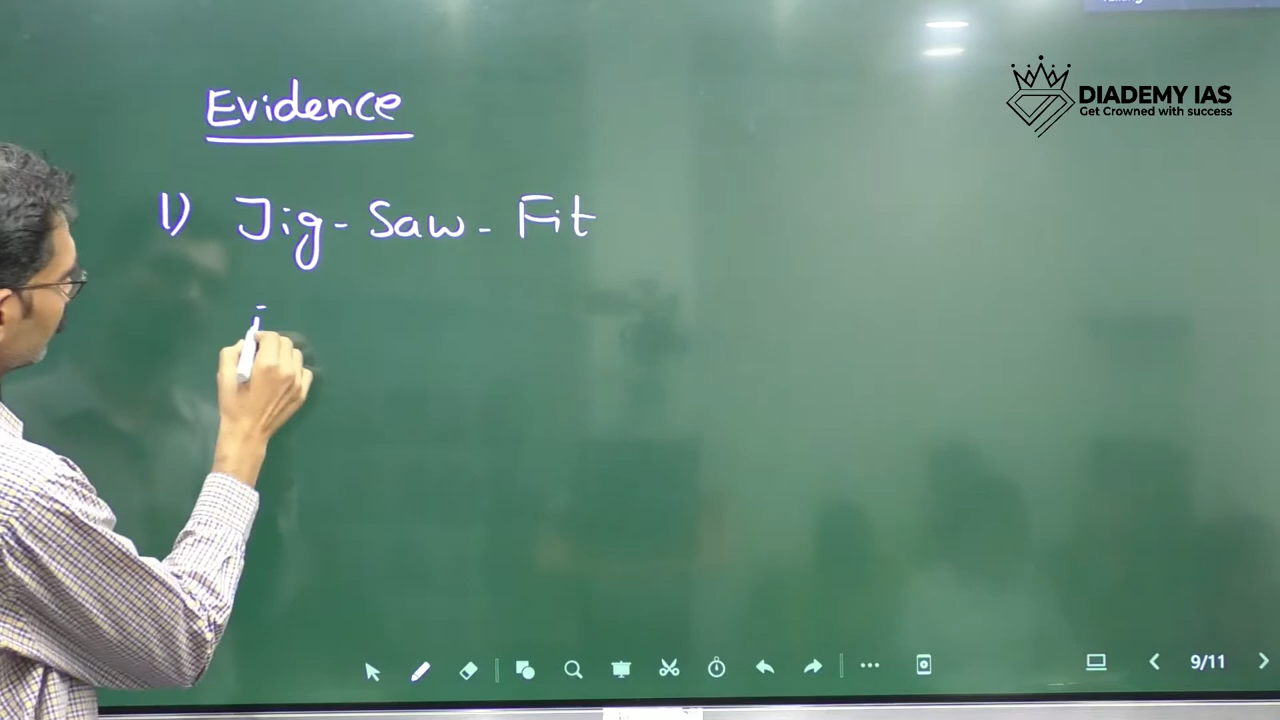 DIADEMY IAS
Get Crowned with success
Evidence
1) Jig-Saw-Fit
9/11